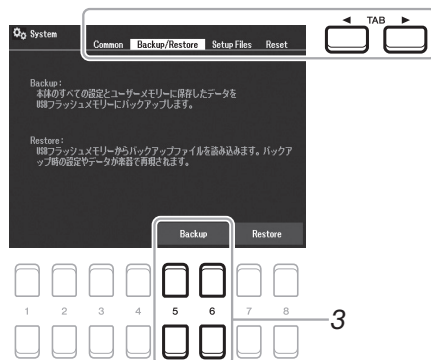 ◀ TAB ▶
System
Common Backup/Restore Setup Files Reset
Backup:
本体のすべての設定とユーザーメモリーに保存したデータを
USBフラッシュメモリーにバックアップします。
Restore:
USBフラッシュメモリーからバックアップファイルを読み込みます。バックア
ップ時の設定やデータが楽器で再現されます。
Backup Restore
1 2 3 4 5 6 7 8
3